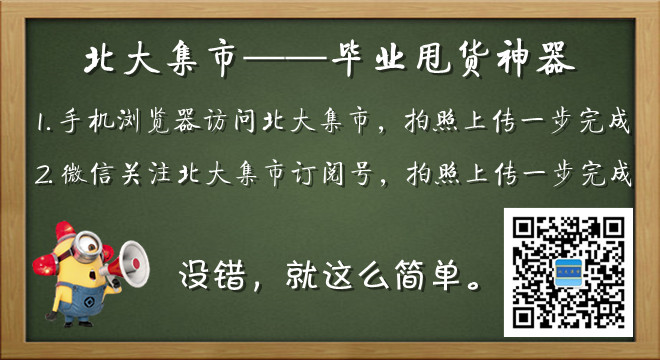 北大集市——毕业甩货神器
1.手机浏览器访问北大集市，拍照上传一步完成
2.微信关注北大集市订阅号，拍照上传一步完成
没错，就这么简单。